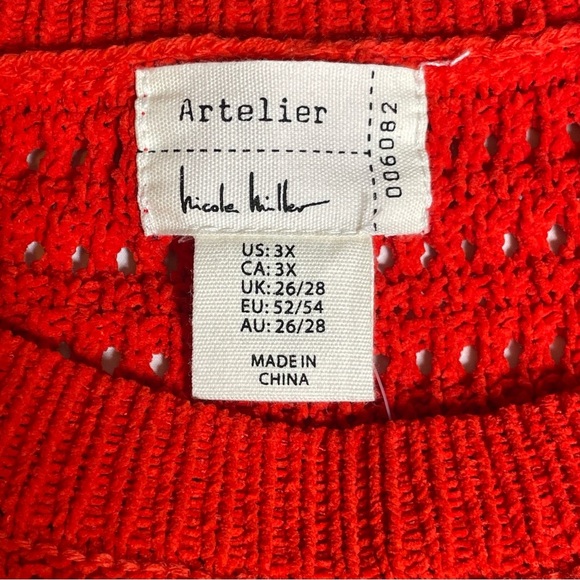 Artelier
006082
Nicole Miller
US: 3X
CA: 3X
UK: 26/28
EU: 52/54
AU: 26/28
MADE IN
CHINA